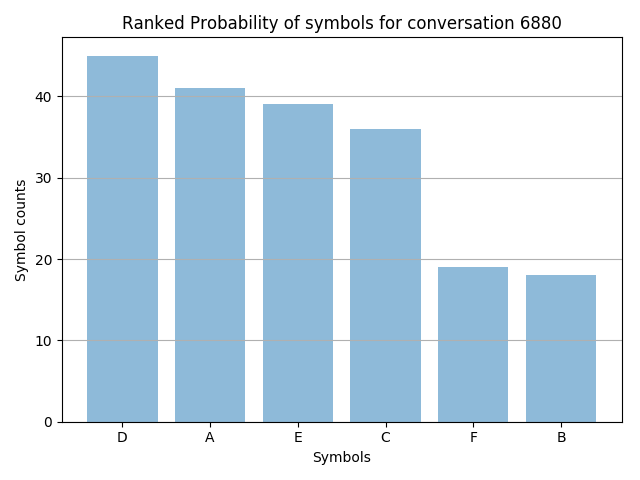 Ranked Probability of symbols for conversation 6880
Symbol counts
40
30
20
10
0
D A E C F B
Symbols